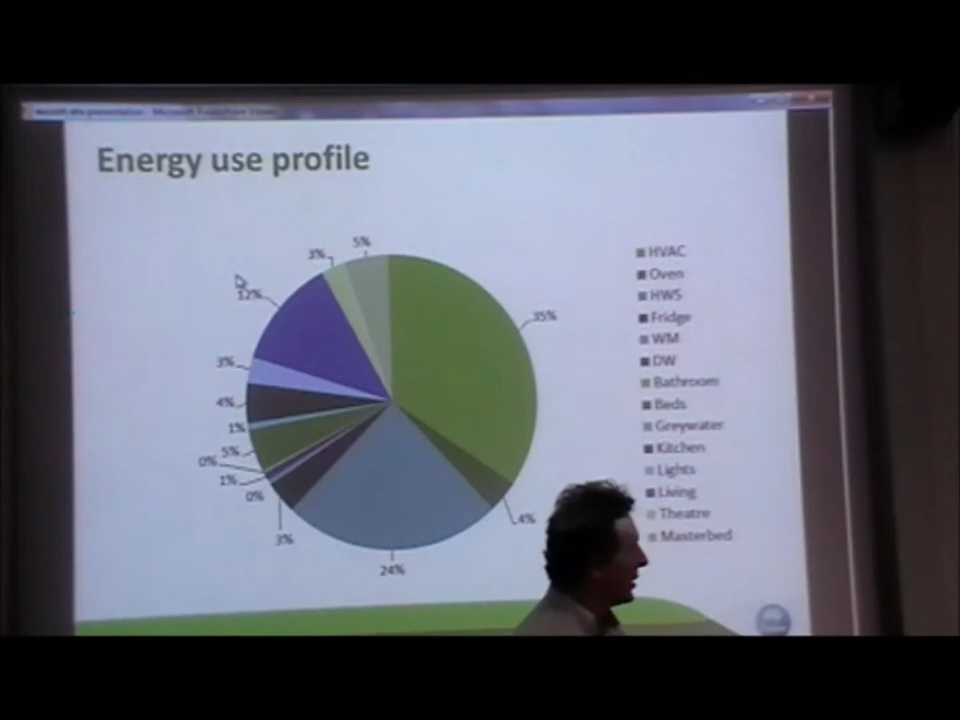 Energy use profile
5%
3%
12%
35%
3%
4%
1%
5%
0%
1%
0%
4%
3%
24%
HVAC
Oven
HWS
Fridge
WM
DW
Bathroom
Beds
Greywater
Kitchen
Lights
Living
Theatre
Masterbed